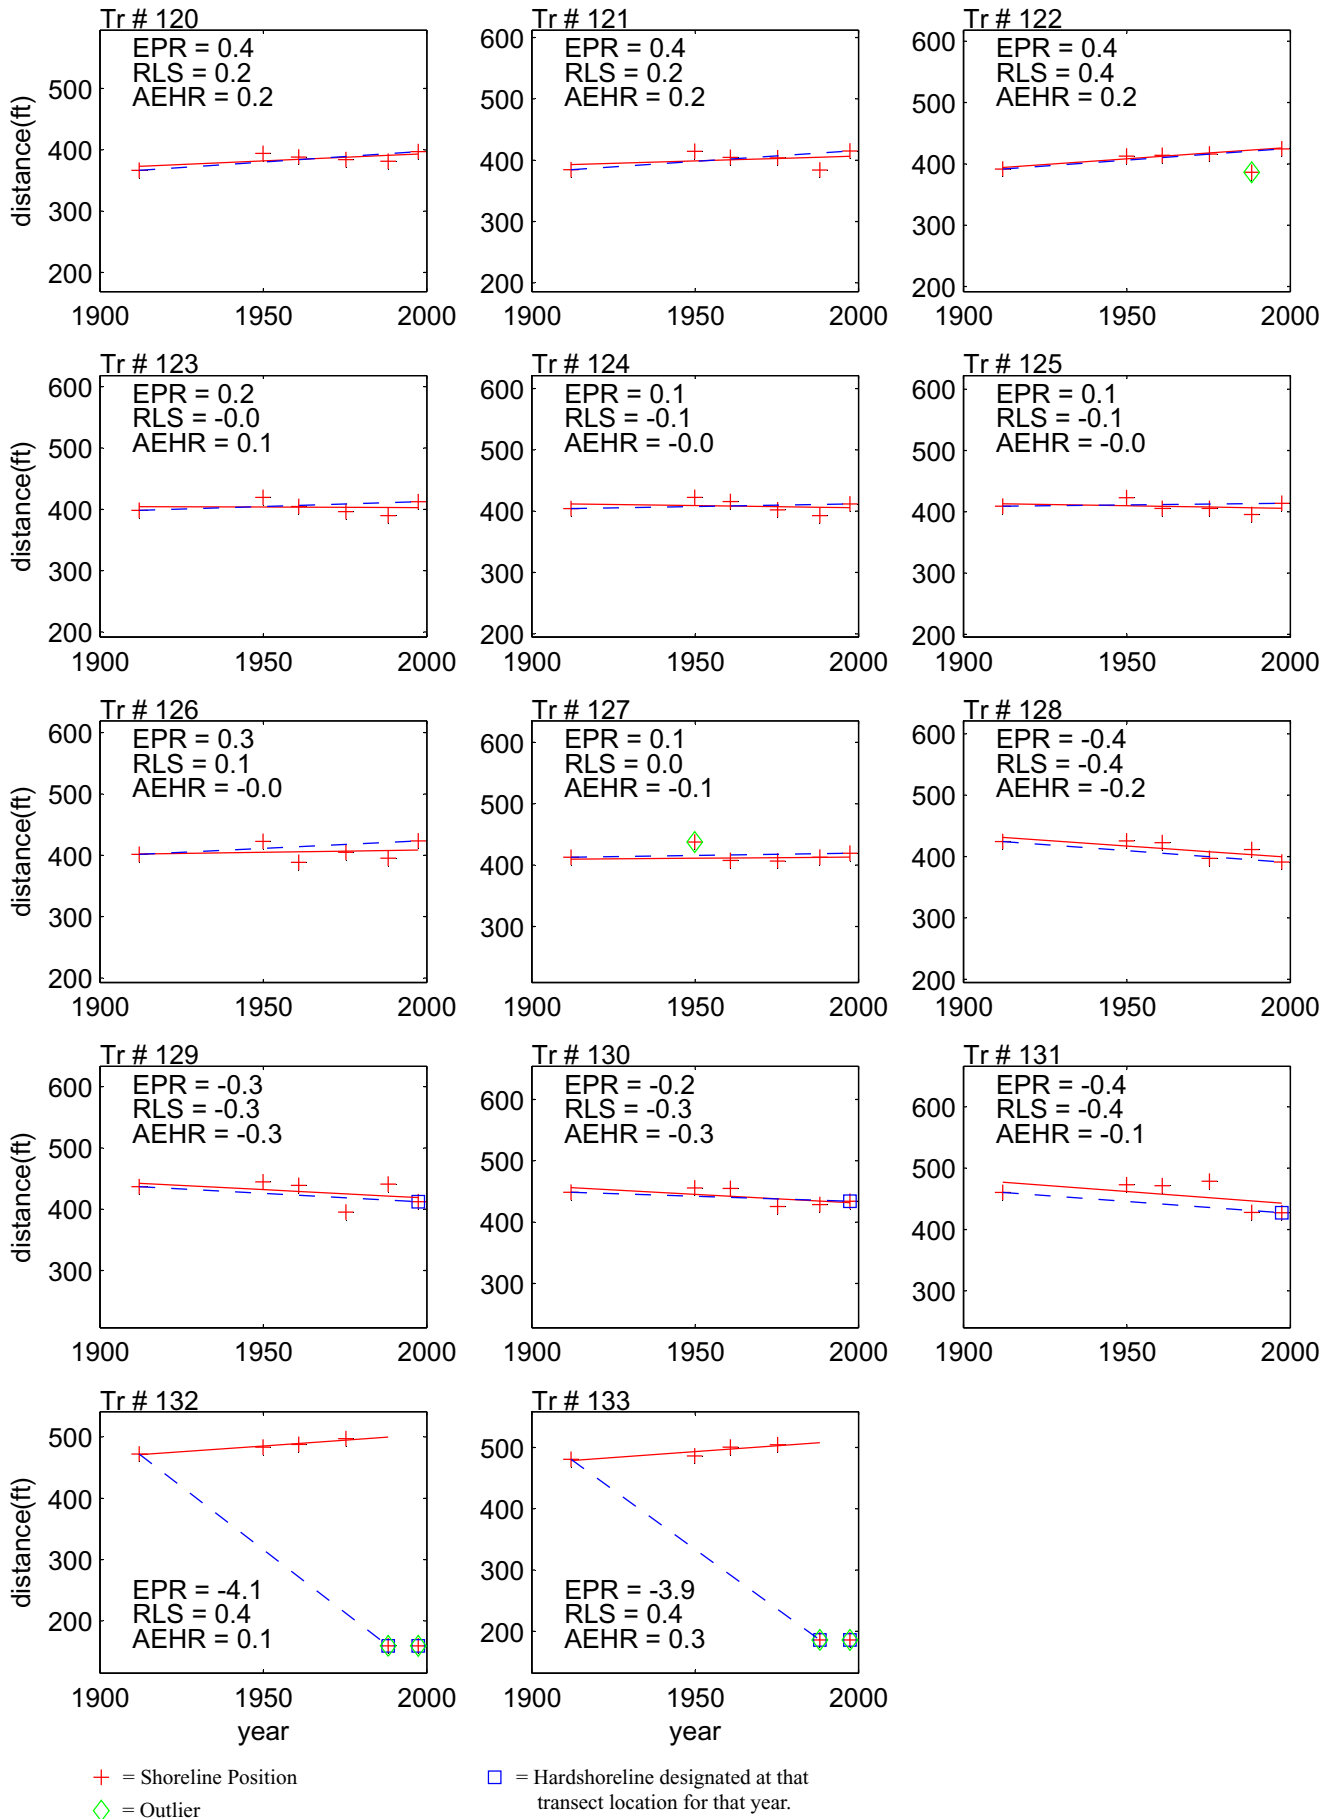 Tr # 120
EPR = 0.4
RLS = 0.2
AEHR = 0.2
500
400
300
200
distance(ft)
1900 1950 2000
Tr # 121
EPR = 0.4
RLS = 0.2
AEHR = 0.2
600
500
400
300
200
1900 1950 2000
Tr # 122
EPR = 0.4
RLS = 0.4
AEHR = 0.2
600
500
400
300
200
1900 1950 2000
Tr # 123
EPR = 0.2
RLS = -0.0
AEHR = 0.1
600
500
400
300
200
distance(ft)
1900 1950 2000
Tr # 124
EPR = 0.1
RLS = -0.1
AEHR = -0.0
600
500
400
300
200
1900 1950 2000
Tr # 125
EPR = 0.1
RLS = -0.1
AEHR = -0.0
600
500
400
300
200
1900 1950 2000
Tr # 126
EPR = 0.3
RLS = 0.1
AEHR = -0.0
600
500
400
300
200
distance(ft)
1900 1950 2000
Tr # 127
EPR = 0.1
RLS = 0.0
AEHR = -0.1
600
500
400
300
1900 1950 2000
Tr # 128
EPR = -0.4
RLS = -0.4
AEHR = -0.2
600
500
400
300
200
1900 1950 2000
Tr # 129
EPR = -0.3
RLS = -0.3
AEHR = -0.3
600
500
400
300
distance(ft)
1900 1950 2000
Tr # 130
EPR = -0.2
RLS = -0.3
AEHR = -0.3
600
500
400
300
1900 1950 2000
Tr # 131
EPR = -0.4
RLS = -0.4
AEHR = -0.1
600
500
400
300
1900 1950 2000
Tr # 132
500
400
300
200
distance(ft)
EPR = -4.1
RLS = 0.4
AEHR = 0.1
1900 1950 2000
year
Tr # 133
500
400
300
200
EPR = -3.9
RLS = 0.4
AEHR = 0.3
1900 1950 2000
year
= Shoreline Position
= Outlier
= Hardshoreline designated at that
transect location for that year.